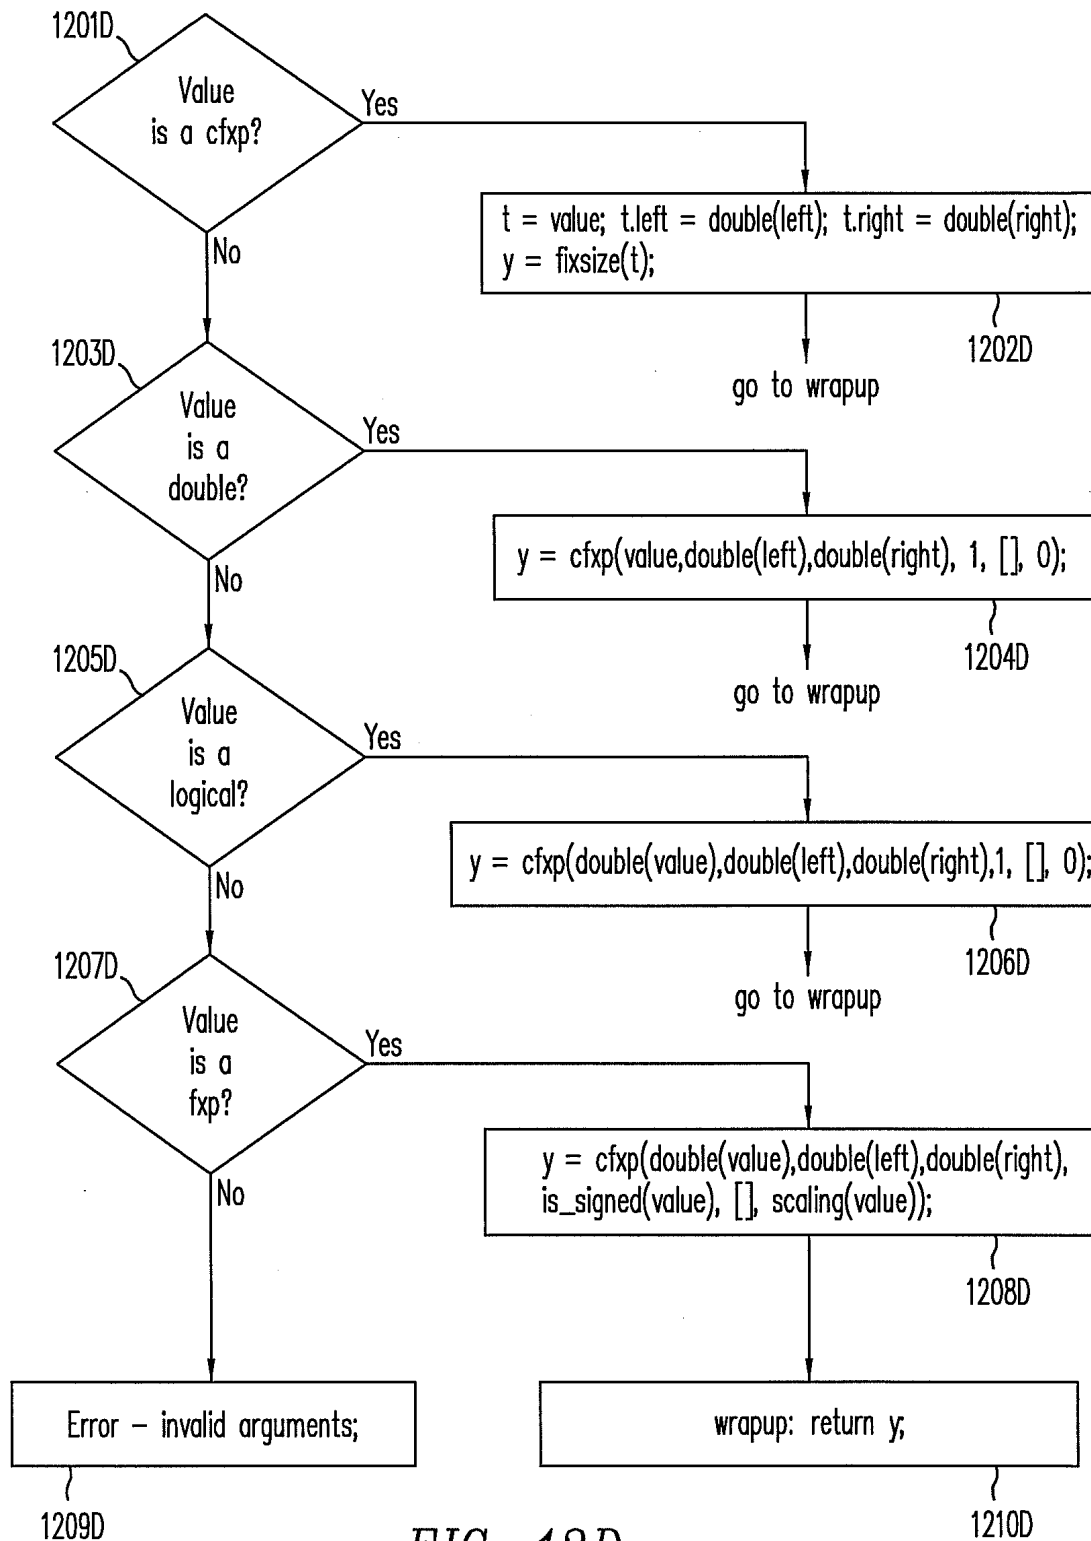 1201D
Value
is a cfxp?
Yes
No
t = value; t.left = double(left); t.right = double(right);
y = fixsize(t);
1202D
go to wrapup
1203D
Value
is a
double?
Yes
No
y = cfxp(value,double(left),double(right), 1, [], 0);
1204D
go to wrapup
1205D
Value
is a
logical?
Yes
No
y = cfxp(double(value),double(left),double(right),1, [], 0);
1206D
go to wrapup
1207D
Value
is a
fxp?
Yes
No
y = cfxp(double(value),double(left),double(right),
is_signed(value), [], scaling(value));
1208D
Error – invalid arguments;
1209D
wrapup: return y;
1210D
FIG. 12D